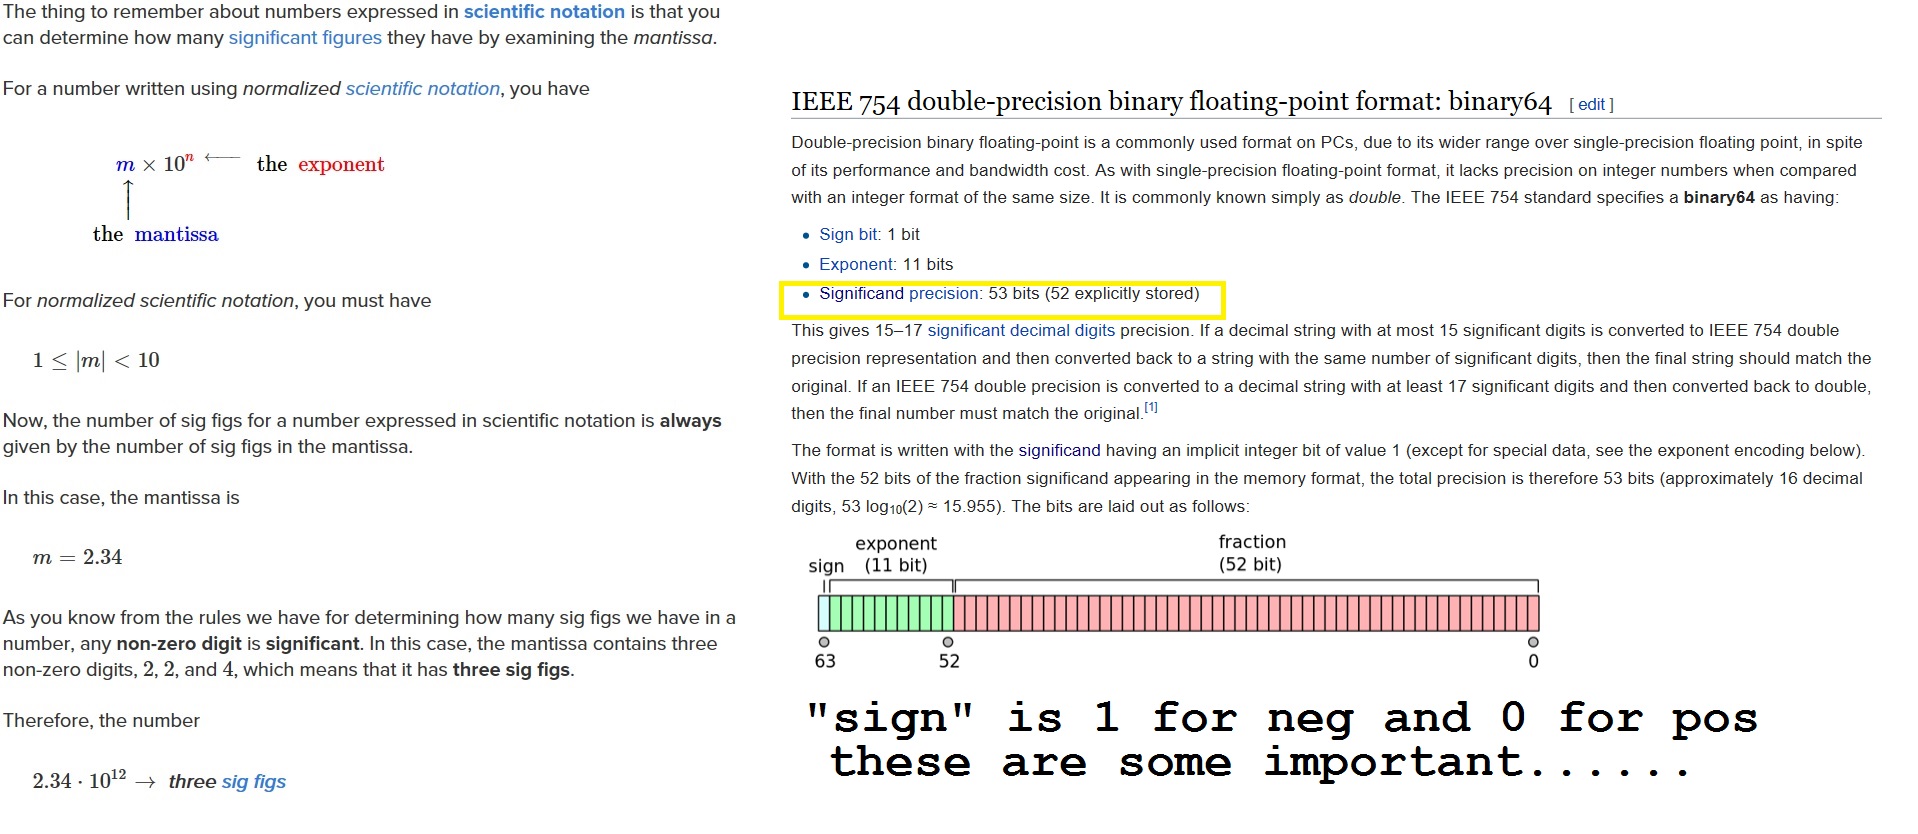 The thing to remember about numbers expressed in scientific notation is that you
can determine how many significant figures they have by examining the mantissa.
For a number written using normalized scientific notation, you have
m × 10ⁿ ← the exponent
↑
the mantissa
For normalized scientific notation, you must have
1 ≤ |m| < 10
Now, the number of sig figs for a number expressed in scientific notation is always
given by the number of sig figs in the mantissa.
In this case, the mantissa is
m = 2.34
As you know from the rules we have for determining how many sig figs we have in a
number, any non-zero digit is significant. In this case, the mantissa contains three
non-zero digits, 2, 2, and 4, which means that it has three sig figs.
Therefore, the number
2.34 · 10¹² → three sig figs
IEEE 754 double-precision binary floating-point format: binary64 [ edit ]
Double-precision binary floating-point is a commonly used format on PCs, due to its wider range over single-precision floating point, in spite
of its performance and bandwidth cost. As with single-precision floating-point format, it lacks precision on integer numbers when compared
with an integer format of the same size. It is commonly known simply as double. The IEEE 754 standard specifies a binary64 as having:
• Sign bit: 1 bit
• Exponent: 11 bits
• Significand precision: 53 bits (52 explicitly stored)
This gives 15–17 significant decimal digits precision. If a decimal string with at most 15 significant digits is converted to IEEE 754 double
precision representation and then converted back to a string with the same number of significant digits, then the final string should match the
original. If an IEEE 754 double precision is converted to a decimal string with at least 17 significant digits and then converted back to double,
then the final number must match the original.[1]
The format is written with the significand having an implicit integer bit of value 1 (except for special data, see the exponent encoding below).
With the 52 bits of the fraction significand appearing in the memory format, the total precision is therefore 53 bits (approximately 16 decimal
digits, 53 log₁₀(2) ≈ 15.955). The bits are laid out as follows:
exponent fraction
sign (11 bit) (52 bit)
63 52 0
"sign" is 1 for neg and 0 for pos
these are some important......